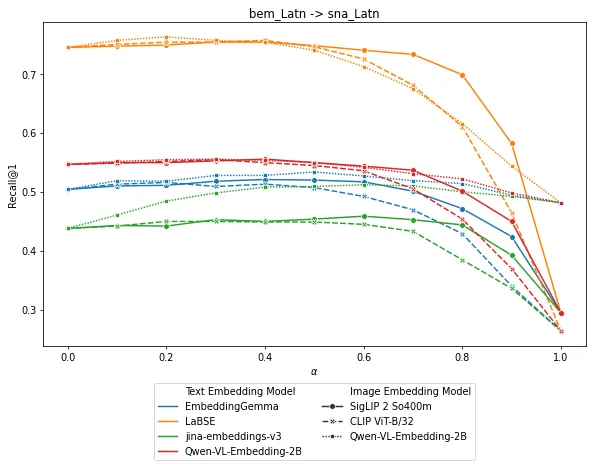 bem_Latn -> sna_Latn
Recall@1
0.7
0.6
0.5
0.4
0.3
0.0
0.2
0.4
0.6
0.8
1.0
α
Text Embedding Model
EmbeddingGemma
LaBSE
jina-embeddings-v3
Qwen-VL-Embedding-2B
Image Embedding Model
SigLIP 2 So400m
CLIP ViT-B/32
Qwen-VL-Embedding-2B